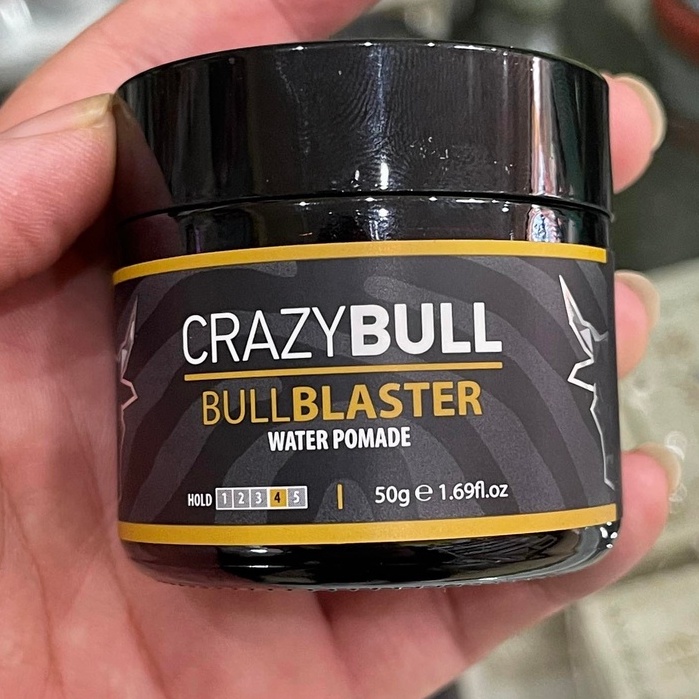 CRAZYBULL
BULLBLASTER
WATER POMADE
HOLD 1 2 3 4 5 | 50g ℮ 1.69fl.oz